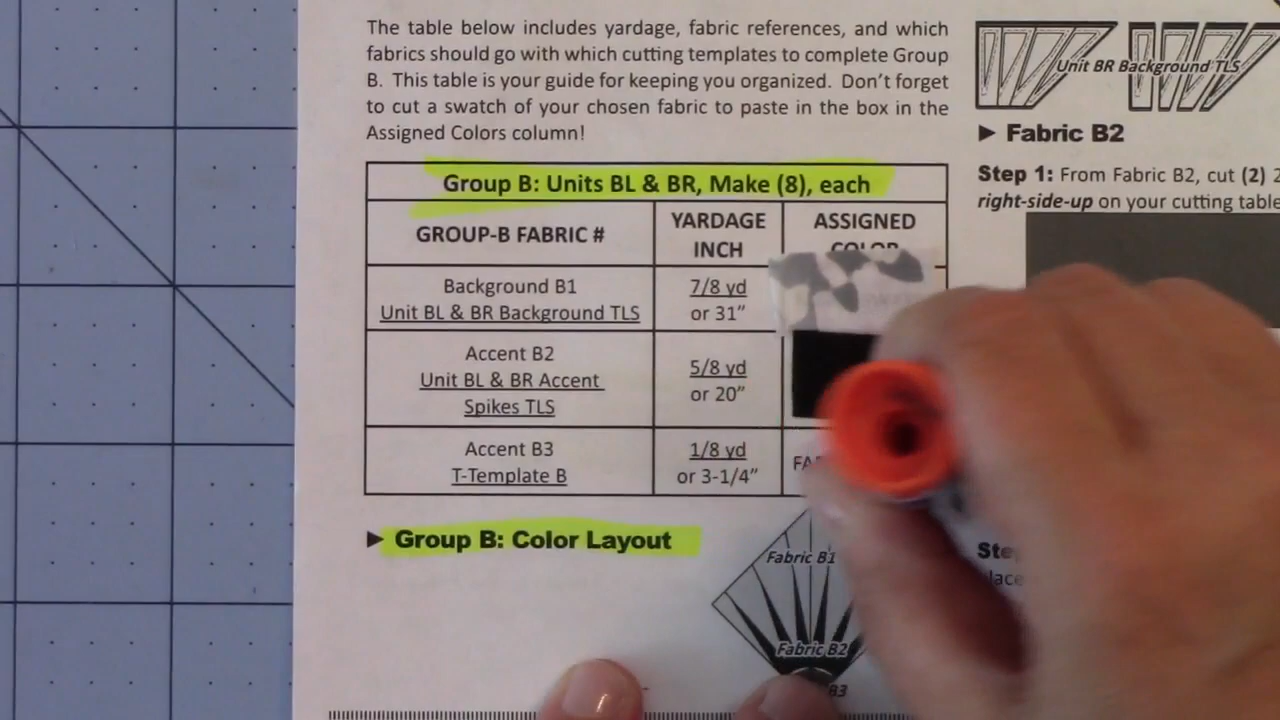 The table below includes yardage, fabric references, and which
fabrics should go with which cutting templates to complete Group
B. This table is your guide for keeping you organized. Don't forget
to cut a swatch of your chosen fabric to paste in the box in the
Assigned Colors column!
Group B: Units BL & BR, Make (8), each
GROUP-B FABRIC #
YARDAGE
INCH
ASSIGNED
COLOR
Background B1
Unit BL & BR Background TLS
7/8 yd
or 31"
Accent B2
Unit BL & BR Accent
Spikes TLS
5/8 yd
or 20"
Accent B3
T-Template B
1/8 yd
or 3-1/4"
► Group B: Color Layout
Fabric B1
Fabric B2
B3
Unit BR Background TLS
► Fabric B2
Step 1: From Fabric B2, cut (2) 2
right-side-up on your cutting table